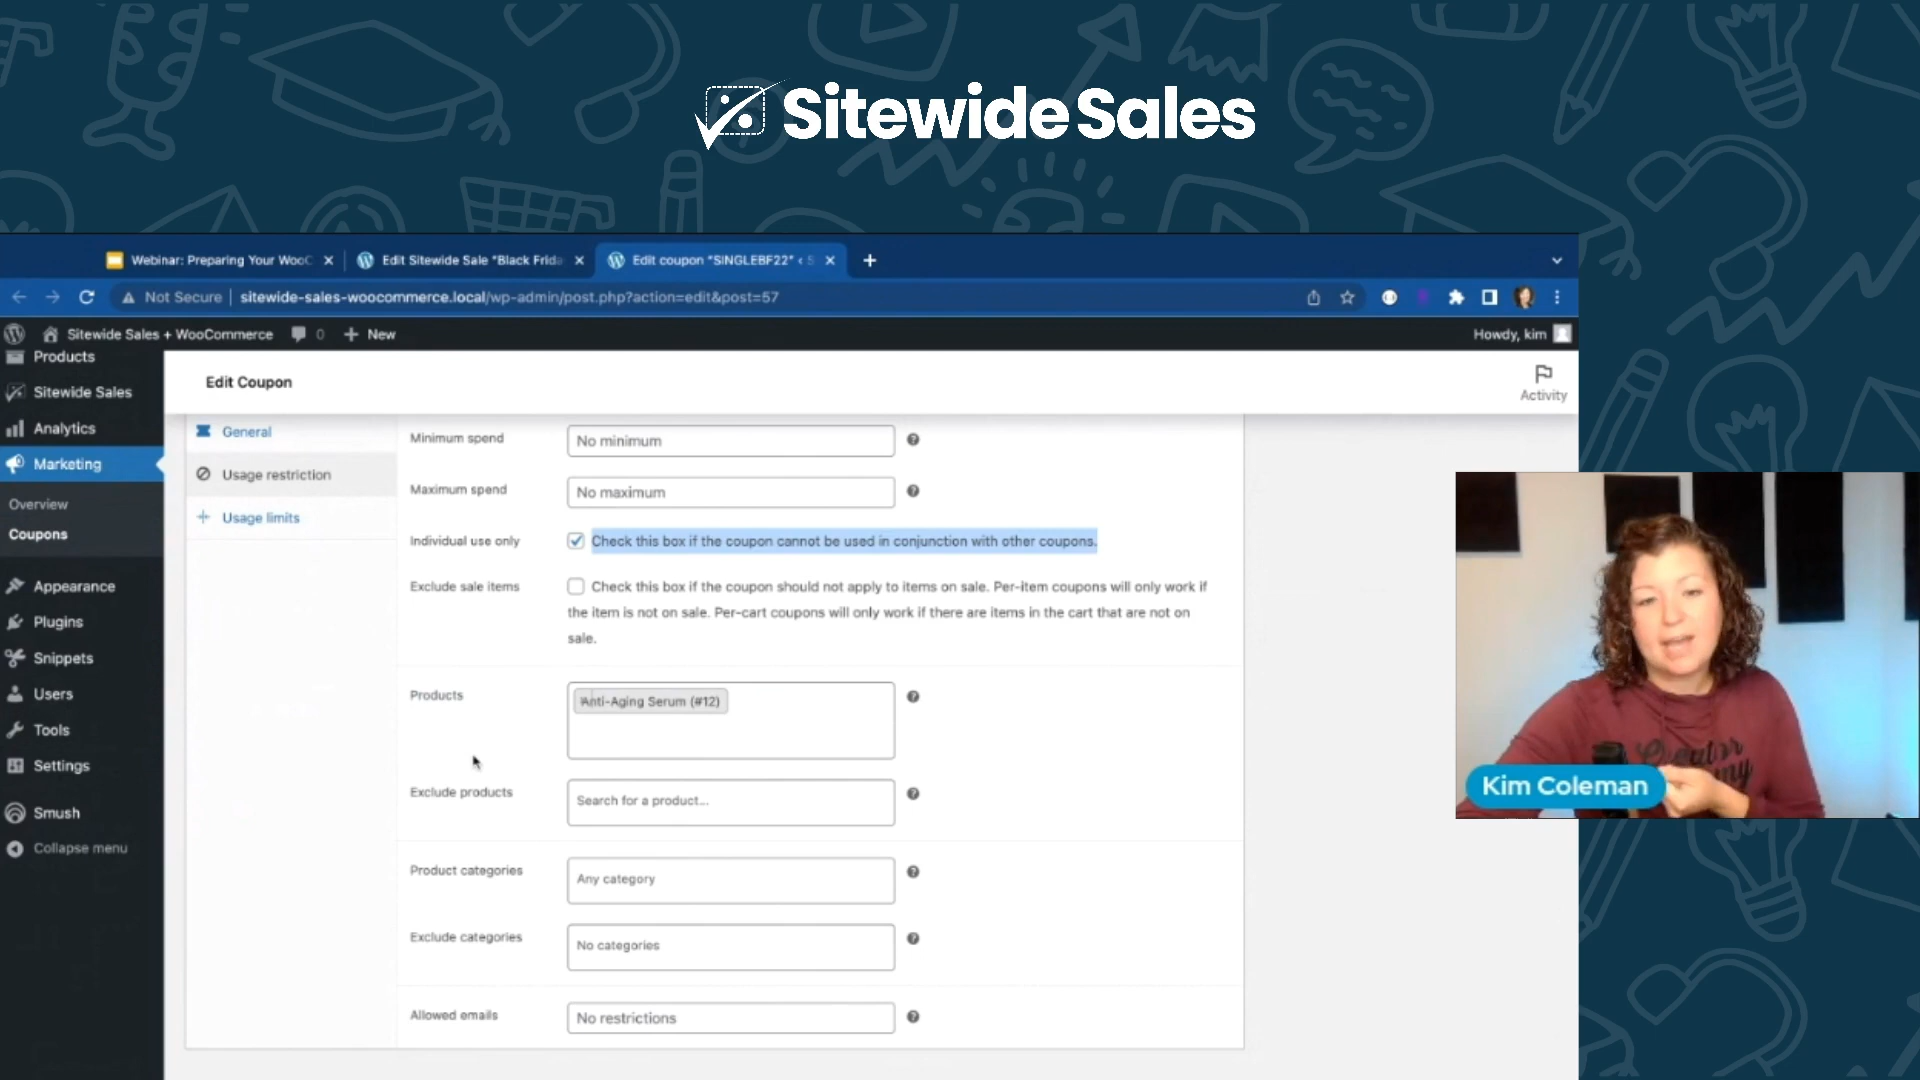 Sitewide Sales
Webinar: Preparing Your WooC
Edit Sitewide Sale "Black Frida
Edit coupon "SINGLEBF22" ‹ S
Not Secure
sitewide-sales-woocommerce.local/wp-admin/post.php?action=edit&post=57
Sitewide Sales + WooCommerce
0
New
Howdy, kim
Products
Sitewide Sales
Analytics
Marketing
Overview
Coupons
Appearance
Plugins
Snippets
Users
Tools
Settings
Smush
Collapse menu
Edit Coupon
Activity
General
Usage restriction
Usage limits
Minimum spend
No minimum
Maximum spend
No maximum
Individual use only
Check this box if the coupon cannot be used in conjunction with other coupons.
Exclude sale items
Check this box if the coupon should not apply to items on sale. Per-item coupons will only work if
the item is not on sale. Per-cart coupons will only work if there are items in the cart that are not on
sale.
Products
Anti-Aging Serum (#12)
Exclude products
Search for a product...
Product categories
Any category
Exclude categories
No categories
Allowed emails
No restrictions
Creator
Kim Coleman